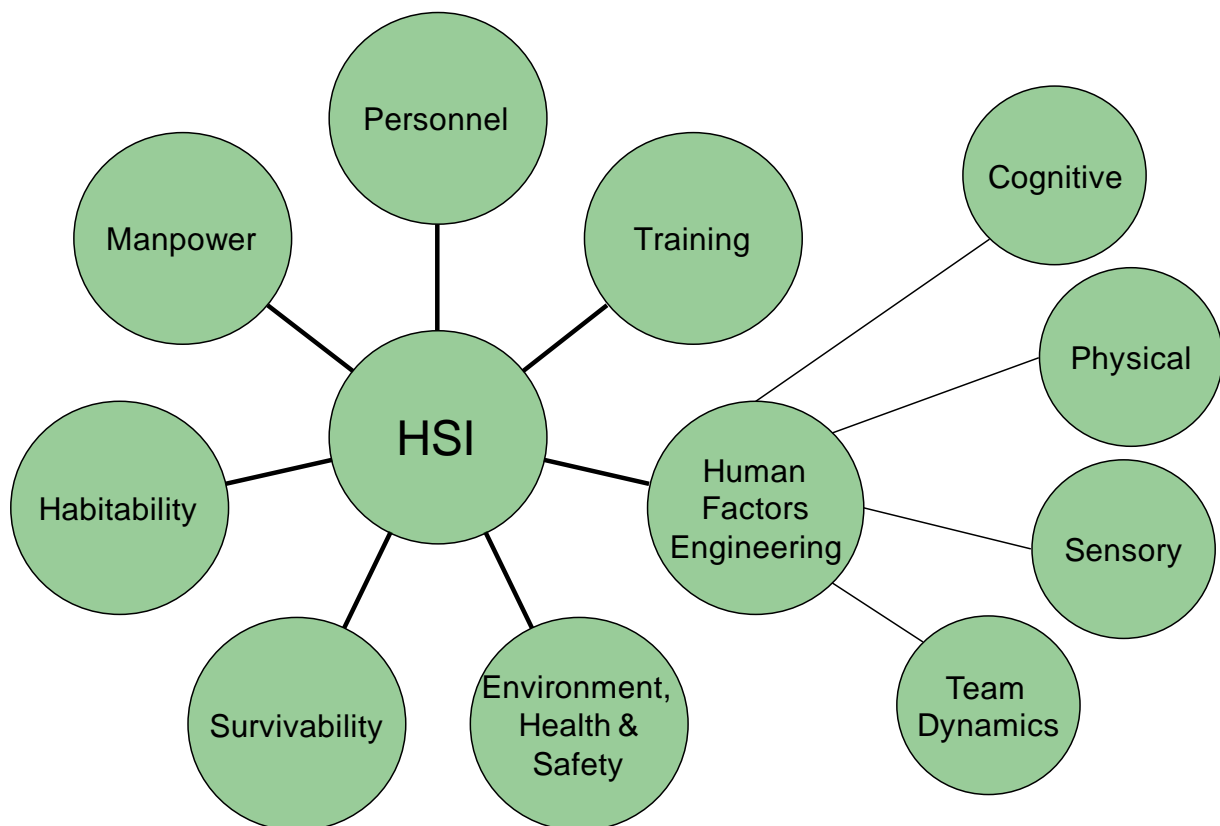 Personnel
Cognitive
Manpower
Training
Physical
HSI
Human
Factors
Engineering
Habitability
Sensory
Survivability
Environment,
Health &
Safety
Team
Dynamics